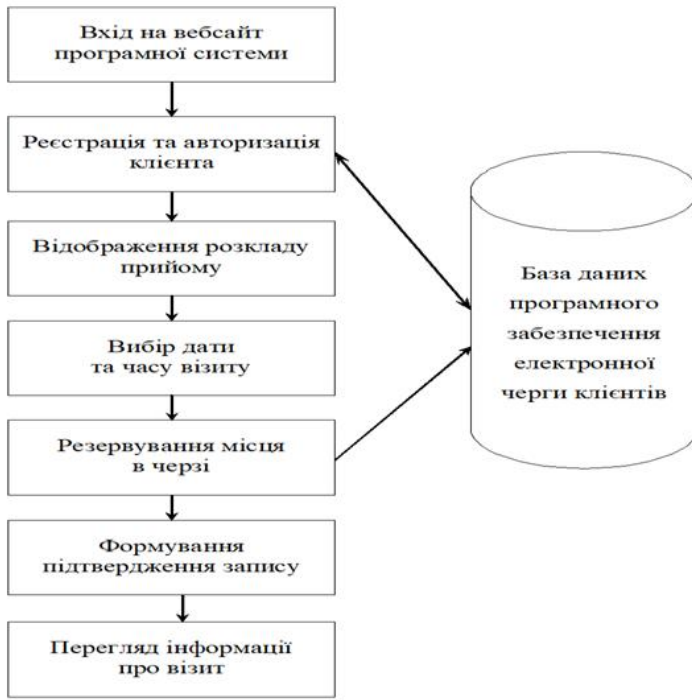 Вхід на вебсайт
програмної системи
Реєстрація та авторизація
клієнта
Відображення розкладу
прийому
Вибір дати
та часу візиту
Резервування місця
в черзі
Формування
підтвердження запису
Перегляд інформації
про візит
База даних
програмного
забезпечення
електронної
черги клієнтів